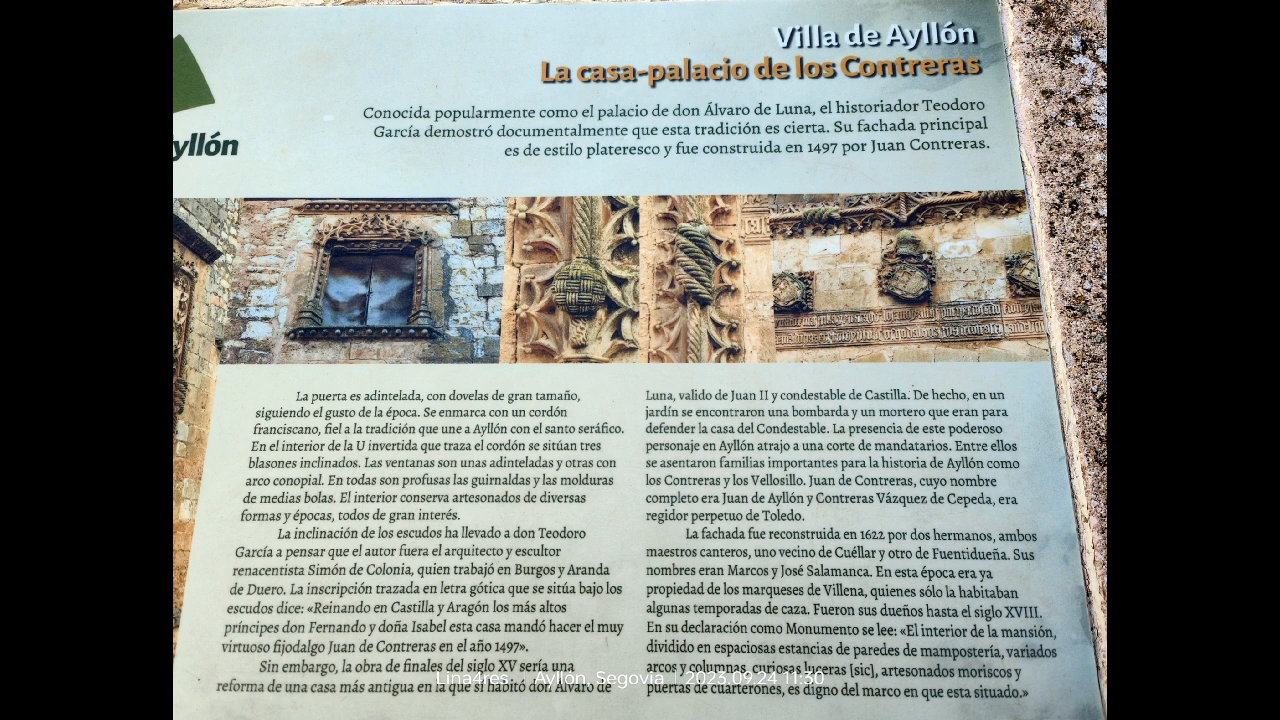 Villa de Ayllón
La casa-palacio de los Contreras
Conocida popularmente como el palacio de don Álvaro de Luna, el historiador Teodoro
García demostró documentalmente que esta tradición es cierta. Su fachada principal
es de estilo plateresco y fue construida en 1497 por Juan Contreras.
yllón
La puerta es adintelada, con dovelas de gran tamaño,
siguiendo el gusto de la época. Se enmarca con un cordón
franciscano, fiel a la tradición que une a Ayllón con el santo seráfico.
En el interior de la U invertida que traza el cordón se sitúan tres
blasones inclinados. Las ventanas son unas adinteladas y otras con
arco conopial. En todas son profusas las guirnaldas y las molduras
de medias bolas. El interior conserva artesonados de diversas
formas y épocas, todos de gran interés.
La inclinación de los escudos ha llevado a don Teodoro
García a pensar que el autor fuera el arquitecto y escultor
renacentista Simón de Colonia, quien trabajó en Burgos y Aranda
de Duero. La inscripción trazada en letra gótica que se sitúa bajo los
escudos dice: «Reinando en Castilla y Aragón los más altos
príncipes don Fernando y doña Isabel esta casa mandó hacer el muy
virtuoso fijodalgo Juan de Contreras en el año 1497».
Sin embargo, la obra de finales del siglo XV sería una
reforma de una casa más antigua en la que sí habitó don Álvaro de
Luna, valido de Juan II y condestable de Castilla. De hecho, en un
jardín se encontraron una bombarda y un mortero que eran para
defender la casa del Condestable. La presencia de este poderoso
personaje en Ayllón atrajo a una corte de mandatarios. Entre ellos
se asentaron familias importantes para la historia de Ayllón como
los Contreras y los Vellosillo. Juan de Contreras, cuyo nombre
completo era Juan de Ayllón y Contreras Vázquez de Cepeda, era
regidor perpetuo de Toledo.
La fachada fue reconstruida en 1622 por dos hermanos, ambos
maestros canteros, uno vecino de Cuéllar y otro de Fuentidueña. Sus
nombres eran Marcos y José Salamanca. En esta época era ya
propiedad de los marqueses de Villena, quienes sólo la habitaban
algunas temporadas de caza. Fueron sus dueños hasta el siglo XVIII.
En su declaración como Monumento se lee: «El interior de la mansión,
dividido en espaciosas estancias de paredes de mampostería, variados
arcos y columnas, curiosas luceras [sic], artesonados moriscos y
puertas de cuarterones, es digno del marco en que esta situado.»
Lina4res | Ayllón, Segovia | 2023.09.24 11:30